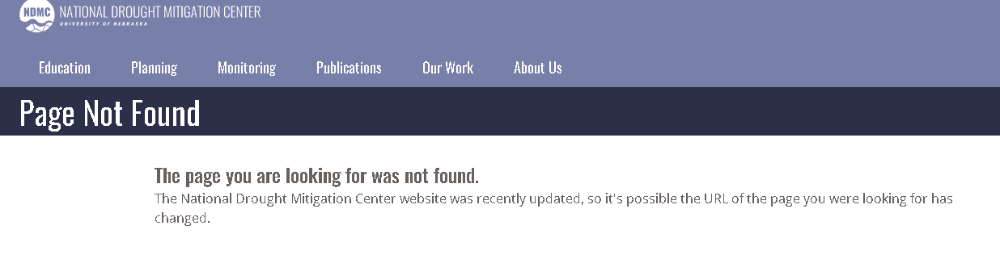 NDMC NATIONAL DROUGHT MITIGATION CENTER
UNIVERSITY OF NEBRASKA
Education Planning Monitoring Publications Our Work About Us
Page Not Found
The page you are looking for was not found.
The National Drought Mitigation Center website was recently updated, so it's possible the URL of the page you were looking for has
changed.